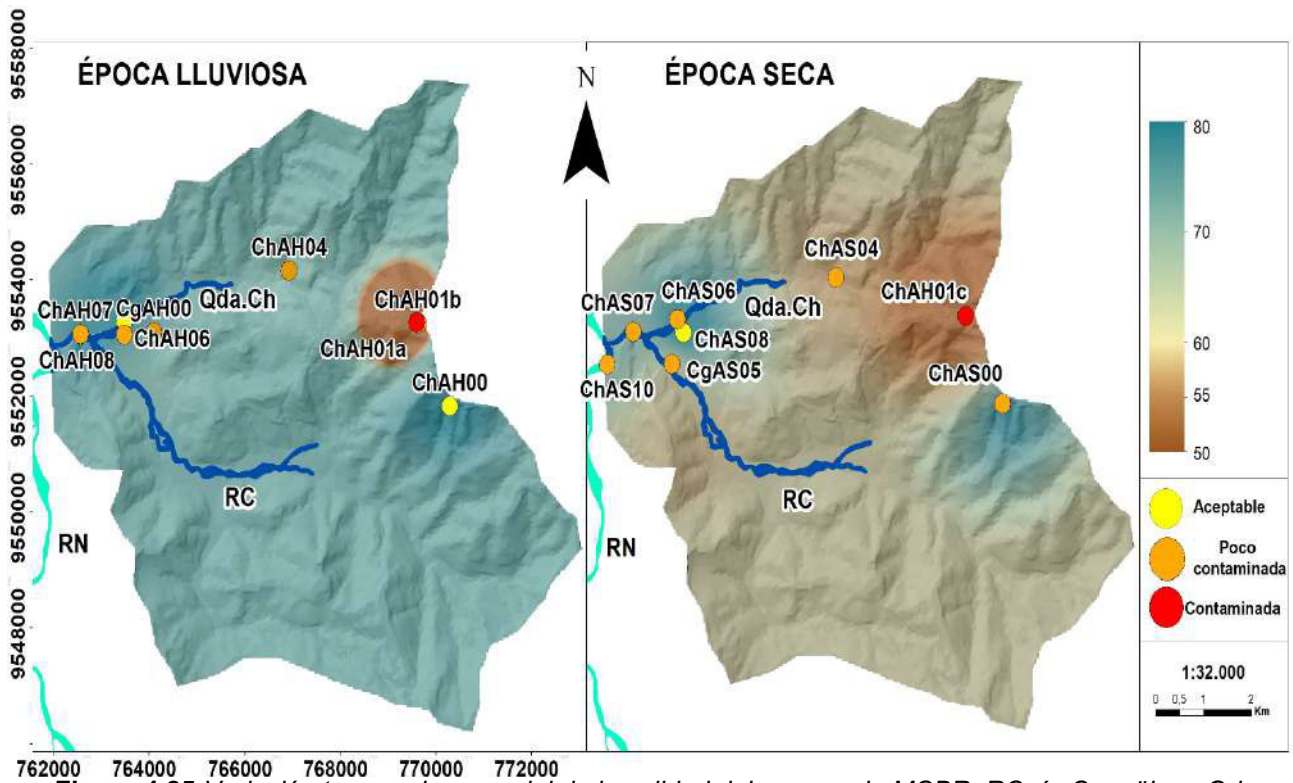 ÉPOCA LLUVIOSA
N
ÉPOCA SECA
9558000
9556000
9554000
9552000
9550000
9548000
ChAH04
Qda.Ch
ChAH07
CgAH00
ChAH06
ChAH08
ChAH01b
ChAH01a
ChAH00
RC
RN
762000 764000 766000 768000 770000 772000
ChAS04
ChAS06
ChAS07
Qda.Ch
ChAH01c
ChAS08
CgAS05
ChAS10
ChAS00
RC
RN
80
70
60
55
50
Aceptable
Poco
contaminada
Contaminada
1:32.000
0 0,5 1 2
Km